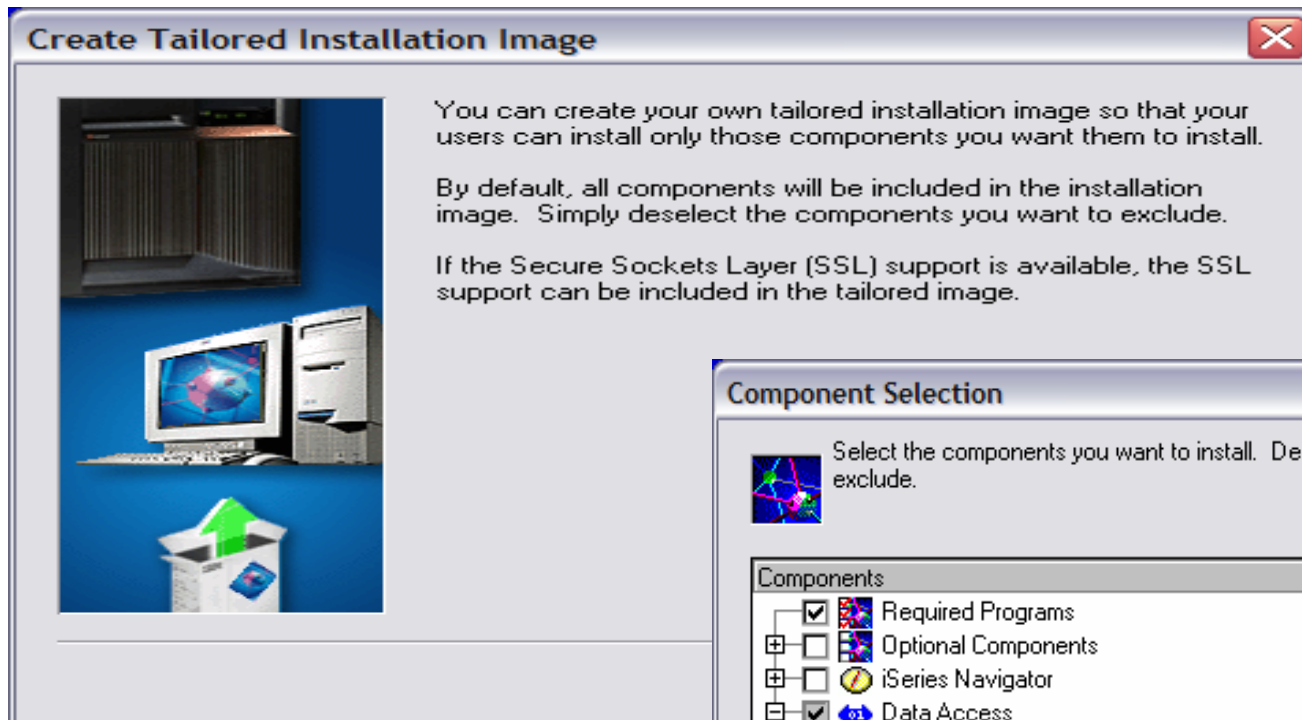 Create Tailored Installation Image
You can create your own tailored installation image so that your
users can install only those components you want them to install.
By default, all components will be included in the installation
image.  Simply deselect the components you want to exclude.
If the Secure Sockets Layer (SSL) support is available, the SSL
support can be included in the tailored image.
Component Selection
Select the components you want to install.  De
exclude.
Components
Required Programs
Optional Components
iSeries Navigator
Data Access